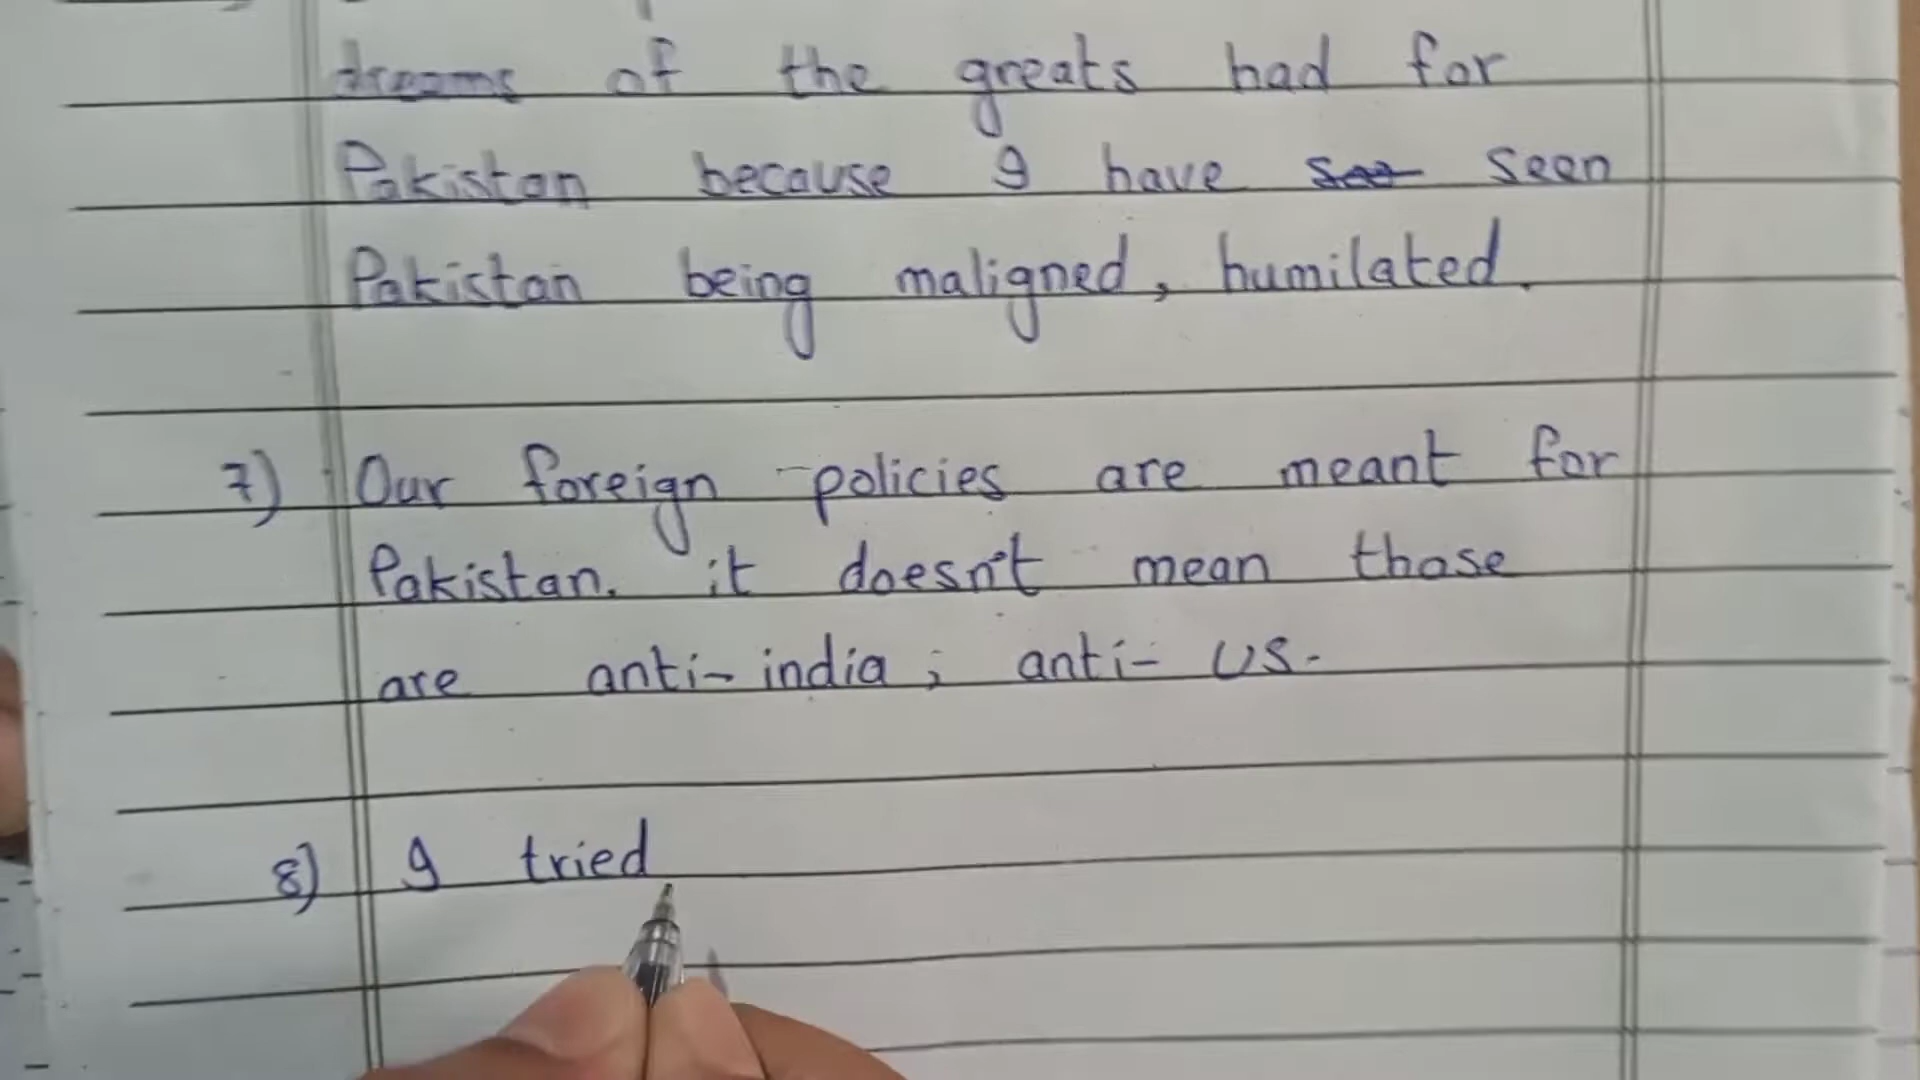 dreams of the greats had for
Pakistan because I have seen
Pakistan being maligned, humilated.
7) Our foreign policies are meant for
Pakistan. it doesn't mean those
are anti- india, anti- US.
8) I tried